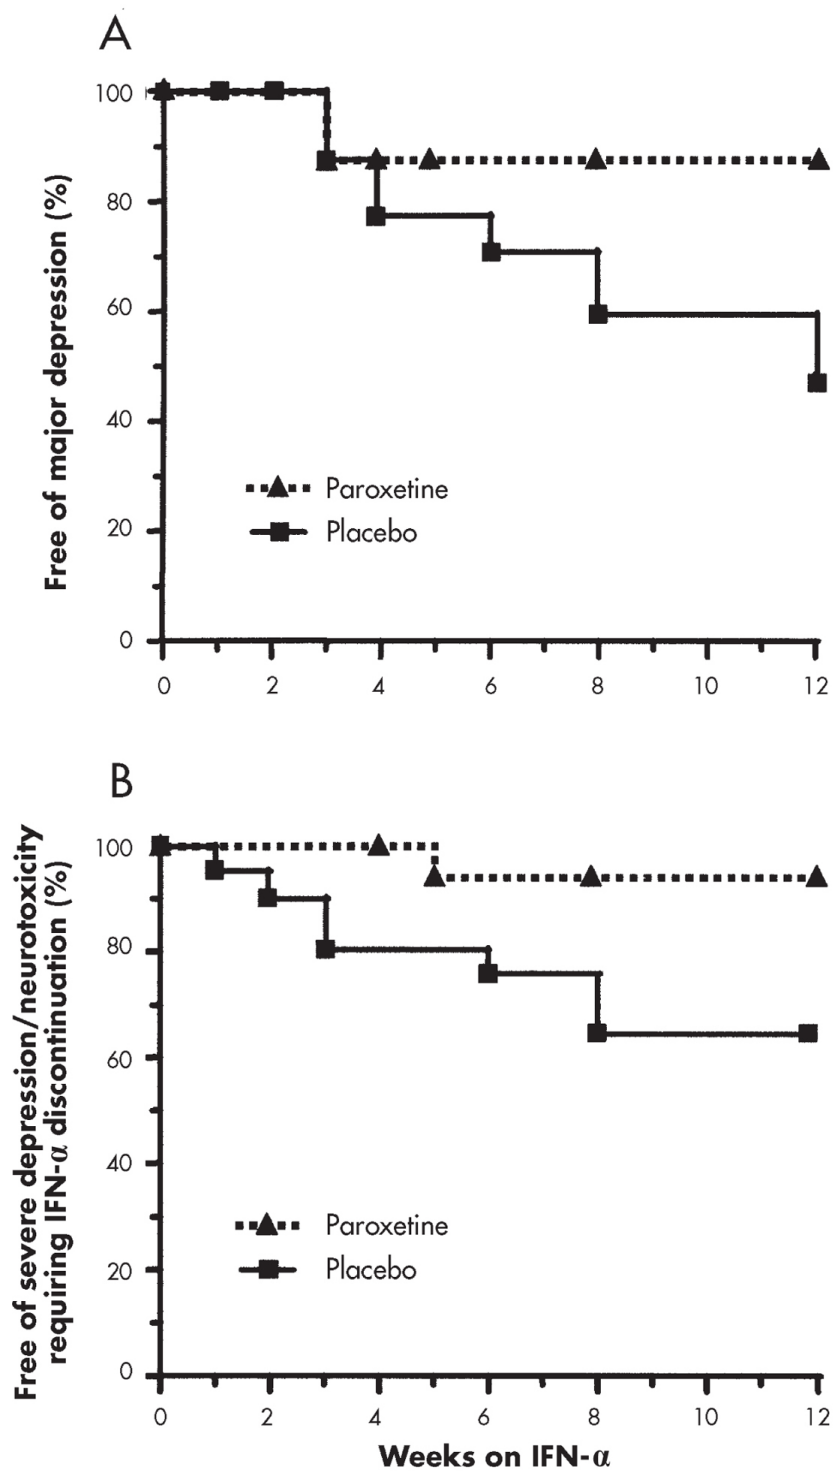 A
Free of major depression (%)
100
80
60
40
20
0
Paroxetine
Placebo
0 2 4 6 8 10 12
B
Free of severe depression/neurotoxicity
requiring IFN-α discontinuation (%)
100
80
60
40
20
0
Paroxetine
Placebo
0 2 4 6 8 10 12
Weeks on IFN-α